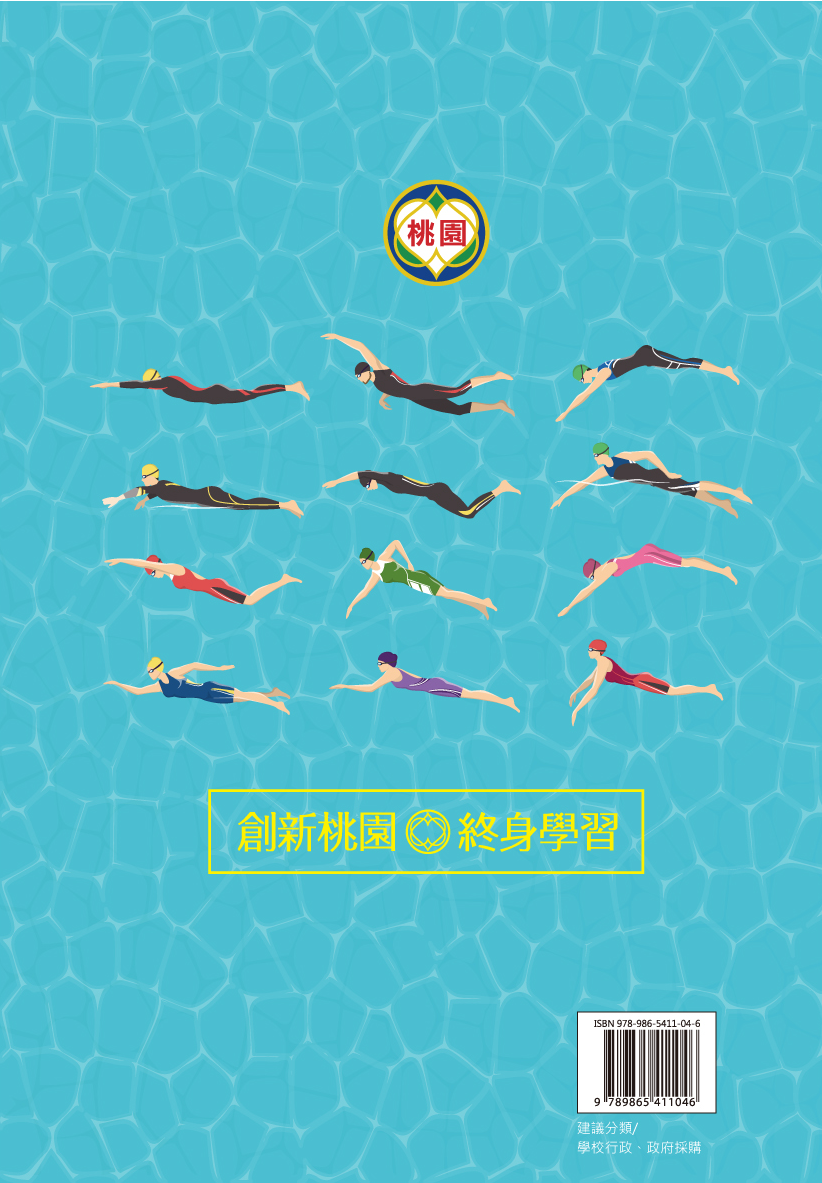 桃園
創新桃園 終身學習
ISBN 978-986-5411-04-6
9 789865 411046
建議分類/
學校行政、政府採購